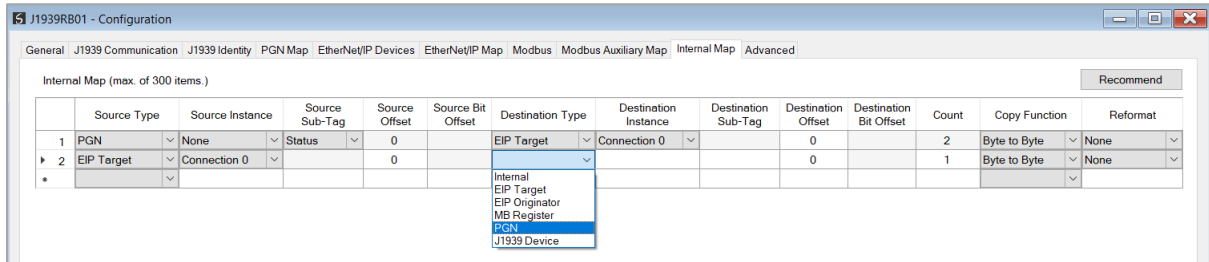 J1939RB01 - Configuration
General J1939 Communication J1939 Identity PGN Map EtherNet/IP Devices EtherNet/IP Map Modbus Modbus Auxiliary Map Internal Map Advanced
Internal Map (max. of 300 items.) Recommend
Source Type Source Instance Source Sub-Tag Source Offset Source Bit Offset Destination Type Destination Instance Destination Sub-Tag Destination Offset Destination Bit Offset Count Copy Function Reformat
1 PGN None Status 0 EIP Target Connection 0 0 2 Byte to Byte None
2 EIP Target Connection 0 0 0 1 Byte to Byte None
Internal
EIP Target
EIP Originator
MB Register
PGN
J1939 Device